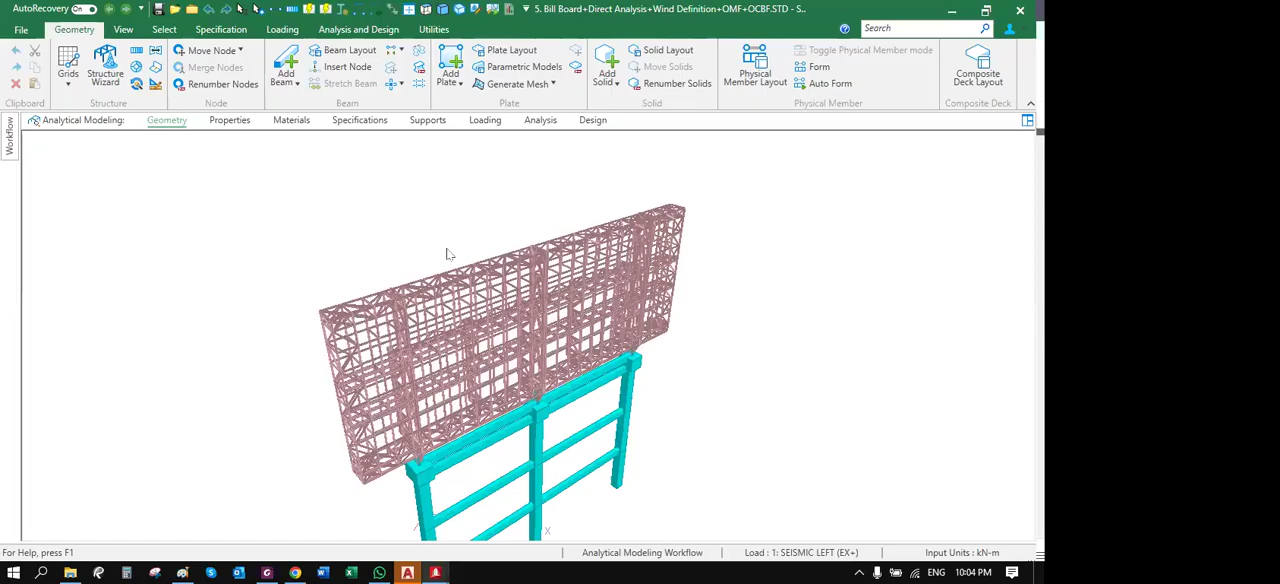 AutoRecovery On 5. Bill Board+Direct Analysis+Wind Definition+OMF+OCBF.STD - S..
File Geometry View Select Specification Loading Analysis and Design Utilities Search
Move Node Beam Layout Plate Layout Solid Layout Toggle Physical Member mode
Merge Nodes Insert Node Parametric Models Move Solids Form
Grids Structure Wizard Renumber Nodes Add Beam Stretch Beam Add Plate Generate Mesh Add Solid Renumber Solids Physical Member Layout Auto Form Composite Deck Layout
Clipboard Structure Node Beam Plate Solid Physical Member Composite Deck
Workflow
Analytical Modeling: Geometry Properties Materials Specifications Supports Loading Analysis Design
X
For Help, press F1 Analytical Modeling Workflow Load : 1: SEISMIC LEFT (EX+) Input Units : kN-m
ENG 10:04 PM